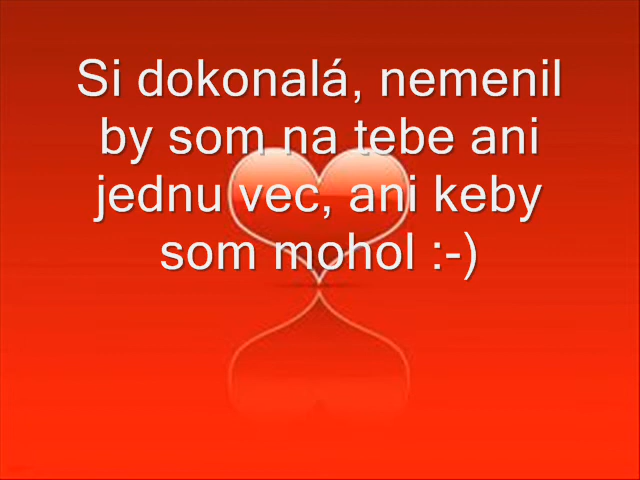 Si dokonalá, nemenil
by som na tebe ani
jednu vec, ani keby
som mohol :-)